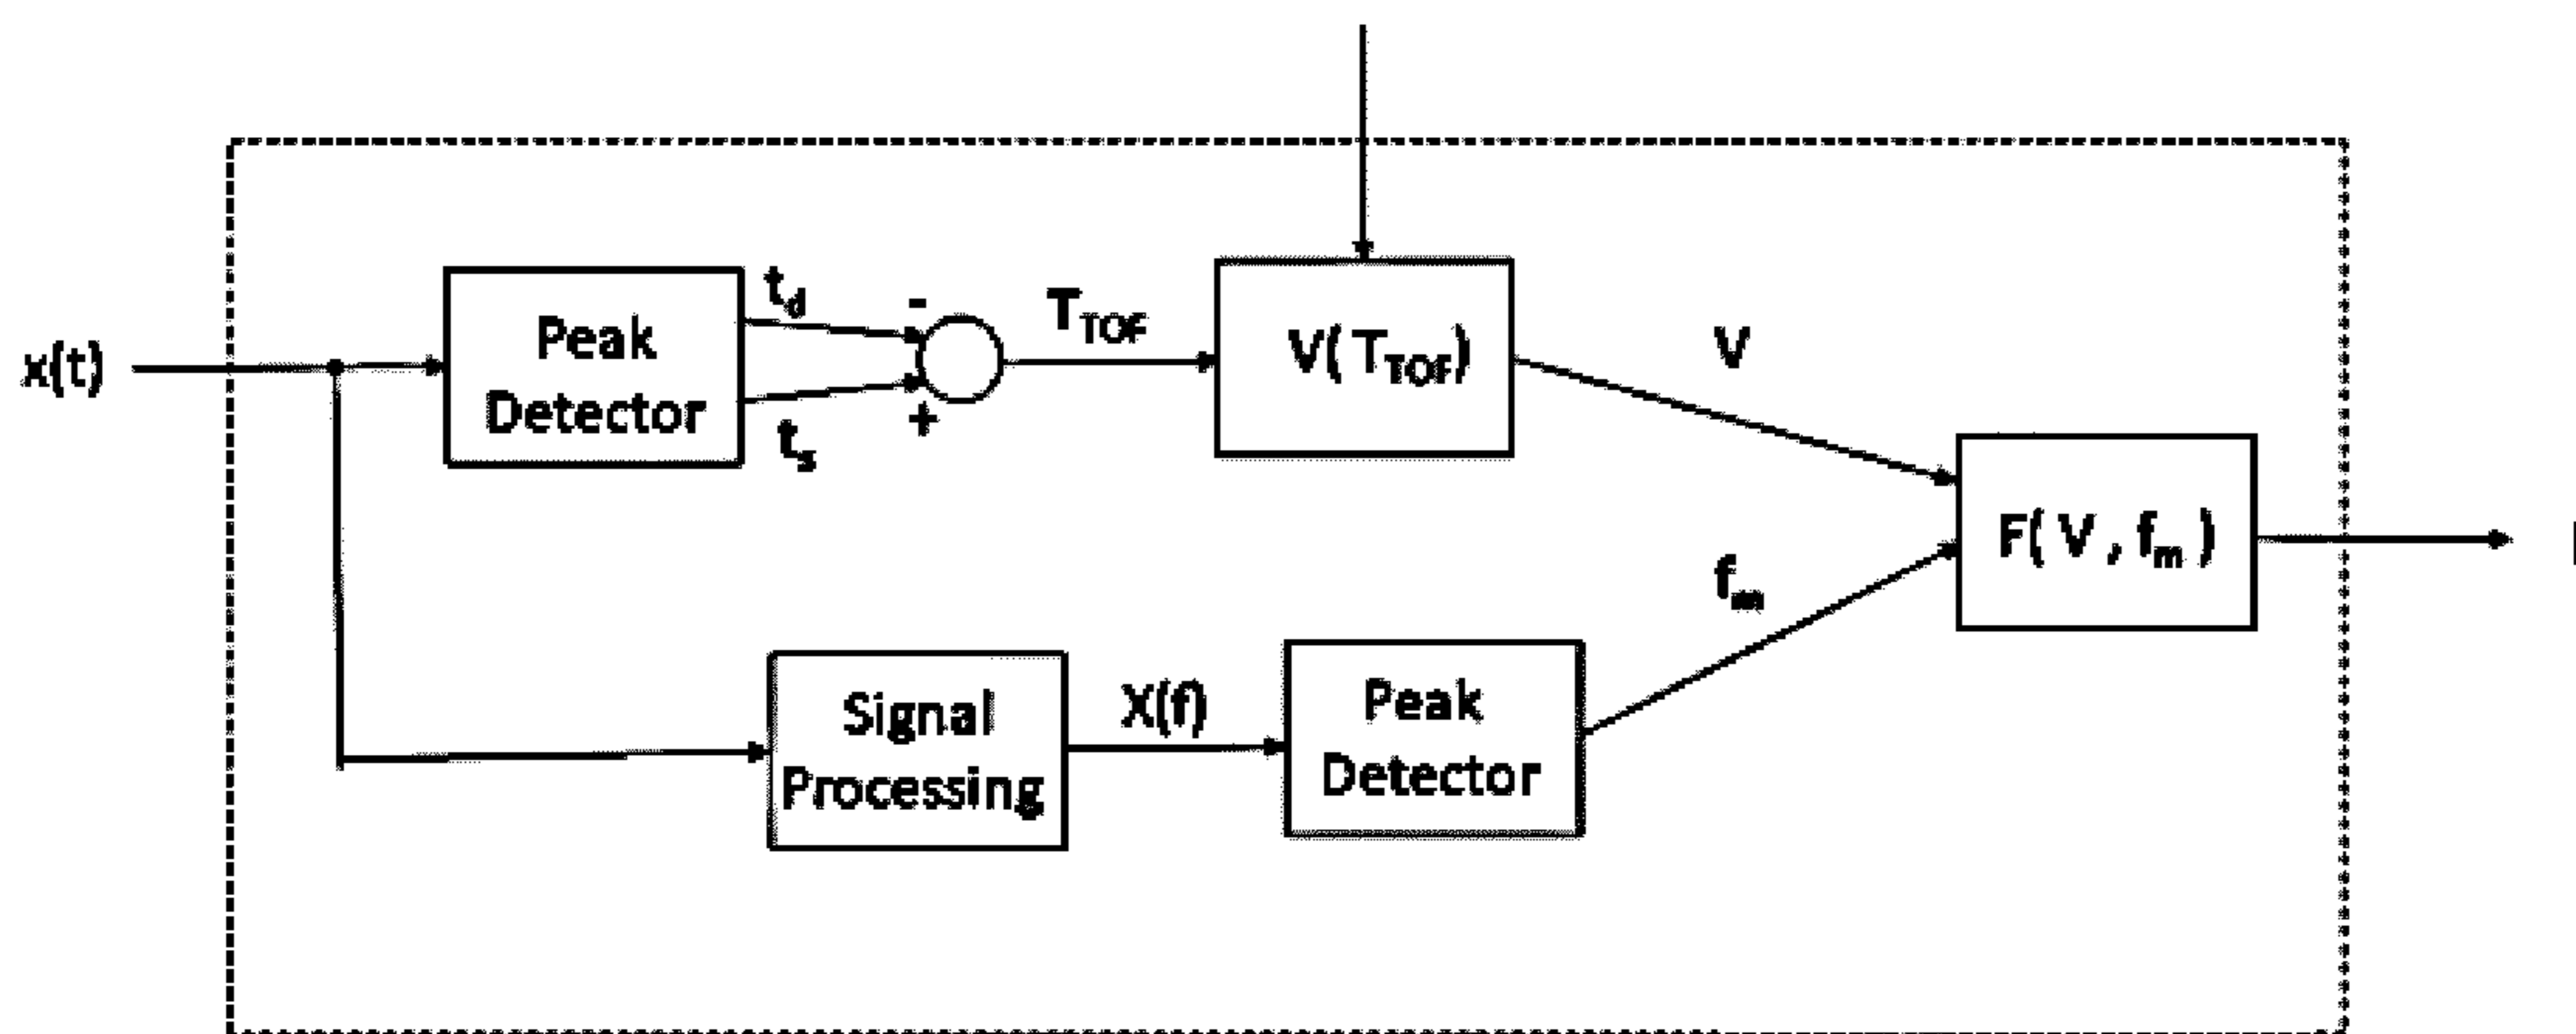 x(t)
Peak
Detector
t_d
t_s
-
+
T_TOF
V( T_TOF )
V
F( V , f_m )
f_m
Signal
Processing
X(f)
Peak
Detector